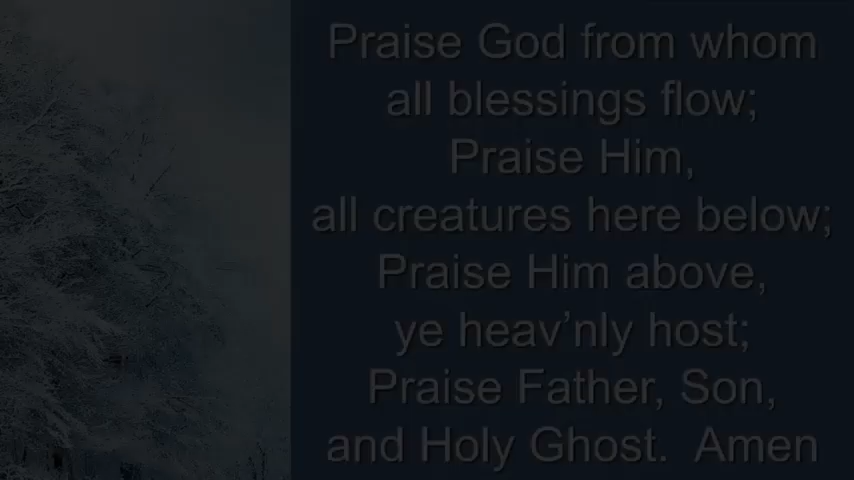 Praise God from whom
all blessings flow;
Praise Him,
all creatures here below;
Praise Him above,
ye heav’nly host;
Praise Father, Son,
and Holy Ghost.  Amen